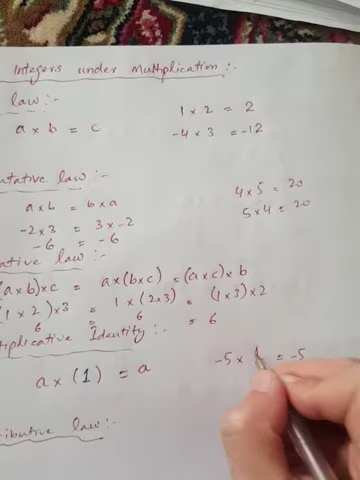 Integers under Multiplication :-
law :-
1 × 2 = 2
a × b = c
-4 × 3 = -12
utative law :-
a × b = b × a
4 × 5 = 20
-2 × 3 = 3 × -2
5 × 4 = 20
-6 = -6
ative law :-
(a×b)×c = a×(b×c) = (a×c)×b
1 × 2)×3 = 1 × (2×3) = (1×3)×2
6 = 6 = 6
plicative Identity :-
a × (1) = a
-5 × 1 = -5
ributive law :-